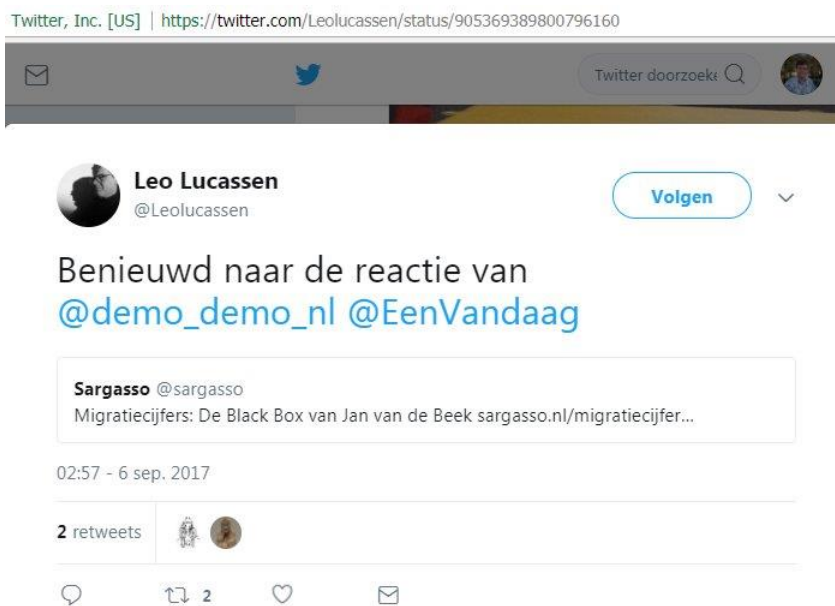 Twitter, Inc. [US] | https://twitter.com/Leolucassen/status/905369389800796160
Twitter doorzoeke
Leo Lucassen
@Leolucassen
Volgen
Benieuwd naar de reactie van
@demo_demo_nl @EenVandaag
Sargasso @sargasso
Migratiecijfers: De Black Box van Jan van de Beek sargasso.nl/migratiecijfer...
02:57 - 6 sep. 2017
2 retweets
2